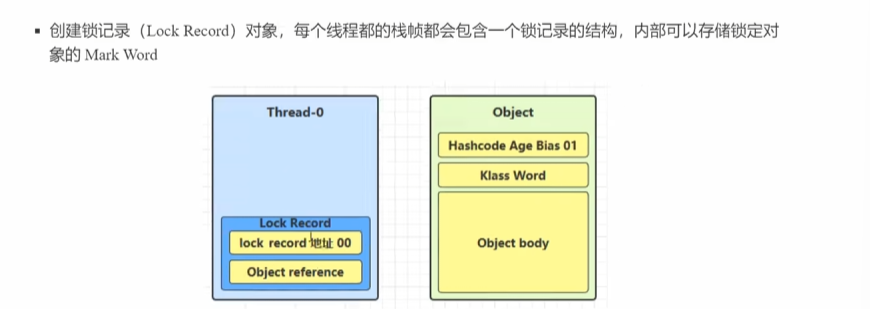 ▪ 创建锁记录（Lock Record）对象，每个线程都的栈帧都会包含一个锁记录的结构，内部可以存储锁定对
象的 Mark Word
Thread-0
Lock Record
lock record 地址 00
Object reference
Object
Hashcode Age Bias 01
Klass Word
Object body